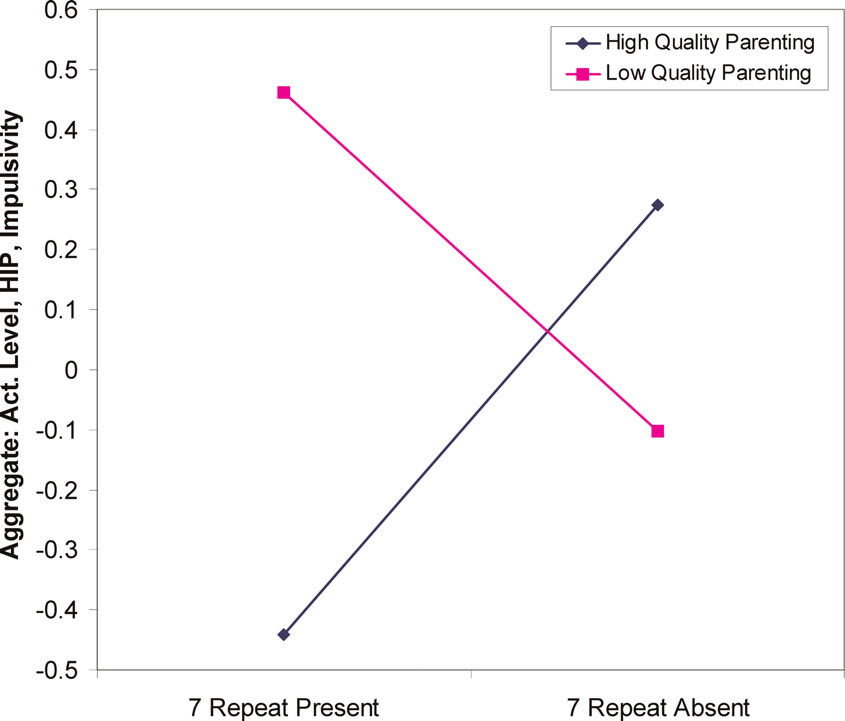 0.6
0.5
0.4
0.3
0.2
0.1
0
-0.1
-0.2
-0.3
-0.4
-0.5
Aggregate: Act. Level, HIP, Impulsivity
High Quality Parenting
Low Quality Parenting
7 Repeat Present
7 Repeat Absent